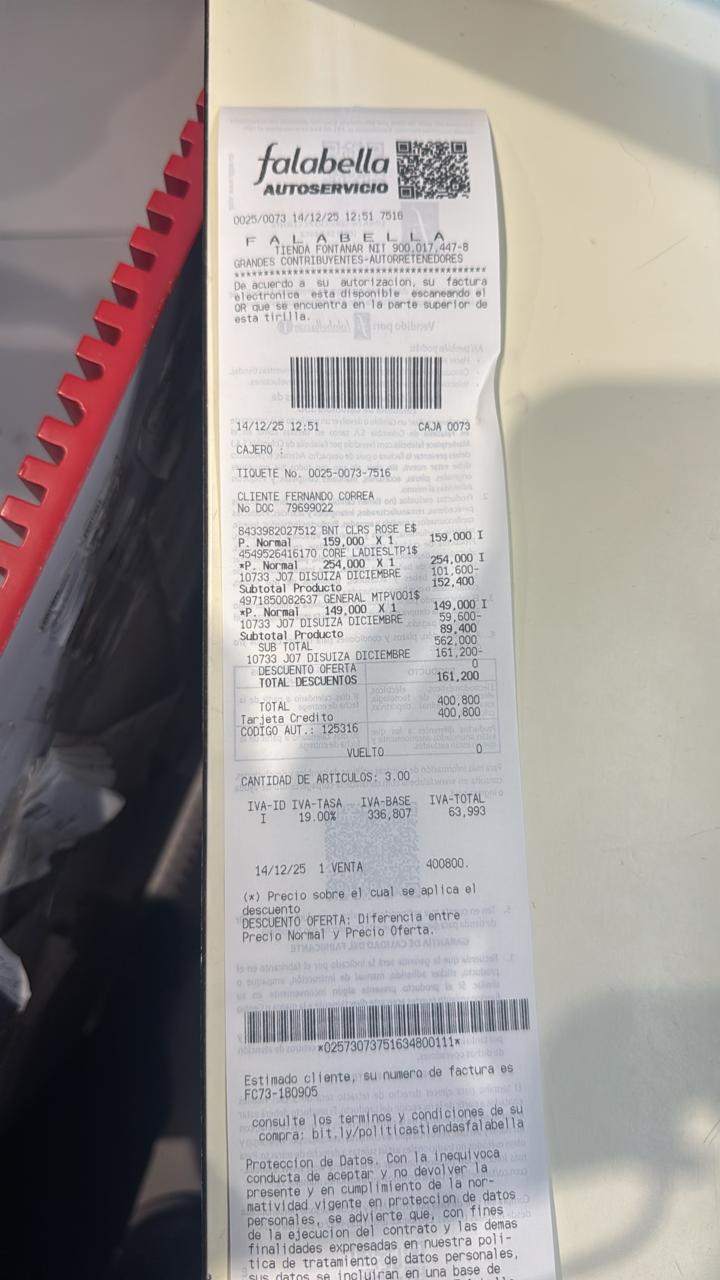 falabella
AUTOSERVICIO
0025/0073 14/12/25 12:51 7516
F A L A B E L L A
TIENDA FONTANAR NIT 900.017.447-8
GRANDES CONTRIBUYENTES-AUTORRETENEDORES
De acuerdo a su autorizacion, su factura
electronica esta disponible escaneando el
QR que se encuentra en la parte superior de
esta tirilla.
14/12/25 12:51 CAJA 0073
CAJERO :
TIQUETE No. 0025-0073-7516
CLIENTE FERNANDO CORREA
No DOC 79699022
8433982027512 BNT CLRS ROSE E$
P. Normal 159,000 X 1 159,000 I
4549526416170 CORE LADIESLTP1$
*P. Normal 254,000 X 1 254,000 I
10733 J07 DISUIZA DICIEMBRE 101,600-
Subtotal Producto 152,400
4971850082637 GENERAL MTPV001$
*P. Normal 149,000 X 1 149,000 I
10733 J07 DISUIZA DICIEMBRE 59,600-
Subtotal Producto 89,400
SUB TOTAL 562,000
10733 J07 DISUIZA DICIEMBRE 161,200-
DESCUENTO OFERTA 0
TOTAL DESCUENTOS 161,200
TOTAL 400,800
Tarjeta Credito 400,800
CODIGO AUT.: 125316
VUELTO 0
CANTIDAD DE ARTICULOS: 3.00
IVA-ID IVA-TASA IVA-BASE IVA-TOTAL
I 19.00% 336,807 63,993
14/12/25 1 VENTA 400800.
(*) Precio sobre el cual se aplica el
descuento
DESCUENTO OFERTA: Diferencia entre
Precio Normal y Precio Oferta.
*02573073751634800111*
Estimado cliente, su numero de factura es
FC73-180905
consulte los terminos y condiciones de su
compra: bit.ly/politicastiendasfalabella
Proteccion de Datos. Con la inequivoca
conducta de aceptar y no devolver la
presente y en cumplimiento de la nor-
matividad vigente en proteccion de datos
personales, se advierte que, con fines
de la ejecucion del contrato y las demas
finalidades expresadas en nuestra poli-
tica de tratamiento de datos personales,
sus datos se incluiran en una base de